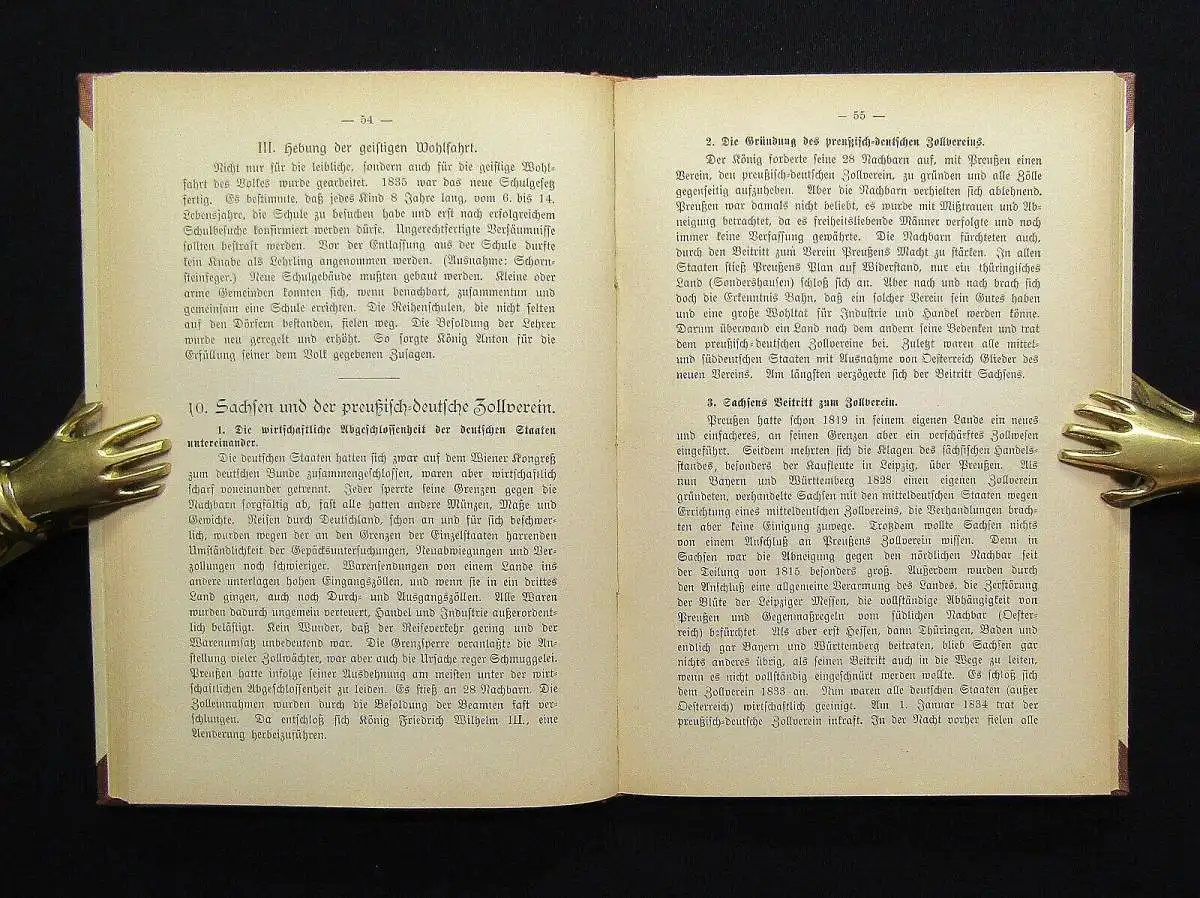 — 54 —
III. Hebung der geistigen Wohlfahrt.
Nicht nur für die leibliche, sondern auch für die geistige Wohl-
fahrt des Volkes wurde gearbeitet. 1835 war das neue Schulgesetz
fertig. Es bestimmte, daß jedes Kind 8 Jahre lang, vom 6. bis 14.
Lebensjahre, die Schule zu besuchen habe und erst nach erfolgreichem
Schulbesuche konfirmiert werden dürfe. Ungerechtfertigte Versäumnisse
sollten bestraft werden. Vor der Entlassung aus der Schule durfte
kein Knabe als Lehrling angenommen werden. (Ausnahme: Schorn-
steinfeger.) Neue Schulgebäude mußten gebaut werden. Kleine oder
arme Gemeinden konnten sich, wenn benachbart, zusammentun und
gemeinsam eine Schule errichten. Die Reihenschulen, die nicht selten
auf den Dörfern bestanden, fielen weg. Die Besoldung der Lehrer
wurde neu geregelt und erhöht. So sorgte König Anton für die
Erfüllung seiner dem Volk gegebenen Zusagen.
10. Sachsen und der preußisch-deutsche Zollverein.
1. Die wirtschaftliche Abgeschlossenheit der deutschen Staaten
untereinander.
Die deutschen Staaten hatten sich zwar auf dem Wiener Kongreß
zum deutschen Bunde zusammengeschlossen, waren aber wirtschaftlich
scharf voneinander getrennt. Jeder sperrte seine Grenzen gegen die
Nachbarn sorgfältig ab, fast alle hatten andere Münzen, Maße und
Gewichte. Reisen durch Deutschland, schon an und für sich beschwer-
lich, wurden wegen der an den Grenzen der Einzelstaaten harrenden
Umständlichkeit der Gepäcksuntersuchungen, Neuabwiegungen und Ver-
zollungen noch schwieriger. Warensendungen von einem Lande ins
andere unterlagen hohen Eingangszöllen, und wenn sie in ein drittes
Land gingen, auch noch Durch- und Ausgangszöllen. Alle Waren
wurden dadurch ungemein verteuert, Handel und Industrie außerordent-
lich belästigt. Kein Wunder, daß der Reiseverkehr gering und der
Warenumsatz unbedeutend war. Die Grenzsperre veranlaßte die An-
stellung vieler Zollwächter, war aber auch die Ursache reger Schmuggelei.
Preußen hatte infolge seiner Ausdehnung am meisten unter der wirt-
schaftlichen Abgeschlossenheit zu leiden. Es stieß an 28 Nachbarn. Die
Zolleinnahmen wurden durch die Besoldung der Beamten fast ver-
schlungen. Da entschloß sich König Friedrich Wilhelm III., eine
Aenderung herbeizuführen.
— 55 —
2. Die Gründung des preußisch-deutschen Zollvereins.
Der König forderte seine 28 Nachbarn auf, mit Preußen einen
Verein, den preußisch-deutschen Zollverein, zu gründen und alle Zölle
gegenseitig aufzuheben. Aber die Nachbarn verhielten sich ablehnend.
Preußen war damals nicht beliebt, es wurde mit Mißtrauen und Ab-
neigung betrachtet, da es freiheitsliebende Männer verfolgte und noch
immer keine Verfassung gewährte. Die Nachbarn fürchteten auch,
durch den Beitritt zum Verein Preußens Macht zu stärken. In allen
Staaten stieß Preußens Plan auf Widerstand, nur ein thüringisches
Land (Sondershausen) schloß sich an. Aber nach und nach brach sich
doch die Erkenntnis Bahn, daß ein solcher Verein sein Gutes haben
und eine große Wohltat für Industrie und Handel werden könne.
Darum überwand ein Land nach dem andern seine Bedenken und trat
dem preußisch-deutschen Zollvereine bei. Zuletzt waren alle mittel-
und süddeutschen Staaten mit Ausnahme von Oesterreich Glieder des
neuen Vereins. Am längsten verzögerte sich der Beitritt Sachsens.
3. Sachsens Beitritt zum Zollverein.
Preußen hatte schon 1819 in seinem eigenen Lande ein neues
und einfacheres, an seinen Grenzen aber ein verschärftes Zollwesen
eingeführt. Seitdem mehrten sich die Klagen des sächsischen Handels-
standes, besonders der Kaufleute in Leipzig, über Preußen. Als
nun Bayern und Württemberg 1828 einen eigenen Zollverein
gründeten, verhandelte Sachsen mit den mitteldeutschen Staaten wegen
Errichtung eines mitteldeutschen Zollvereins, die Verhandlungen brach-
ten aber keine Einigung zuwege. Trotzdem wollte Sachsen nichts
von einem Anschluß an Preußens Zollverein wissen. Denn in
Sachsen war die Abneigung gegen den nördlichen Nachbar seit
der Teilung von 1815 besonders groß. Außerdem wurden durch
den Anschluß eine allgemeine Verarmung des Landes, die Zerstörung
der Blüte der Leipziger Messen, die vollständige Abhängigkeit von
Preußen und Gegenmaßregeln vom südlichen Nachbar (Oester-
reich) befürchtet Als aber erst Hessen, dann Thüringen, Baden und
endlich gar Bayern und Württemberg beitraten, blieb Sachsen gar
nichts anderes übrig, als seinen Beitritt auch in die Wege zu leiten,
wenn es nicht vollständig eingeschnürt werden wollte. Es schloß sich
dem Zollverein 1833 an. Nun waren alle deutschen Staaten (außer
Oesterreich) wirtschaftlich geeinigt. Am 1. Januar 1834 trat der
preußisch-deutsche Zollverein inkraft. In der Nacht vorher fielen alle